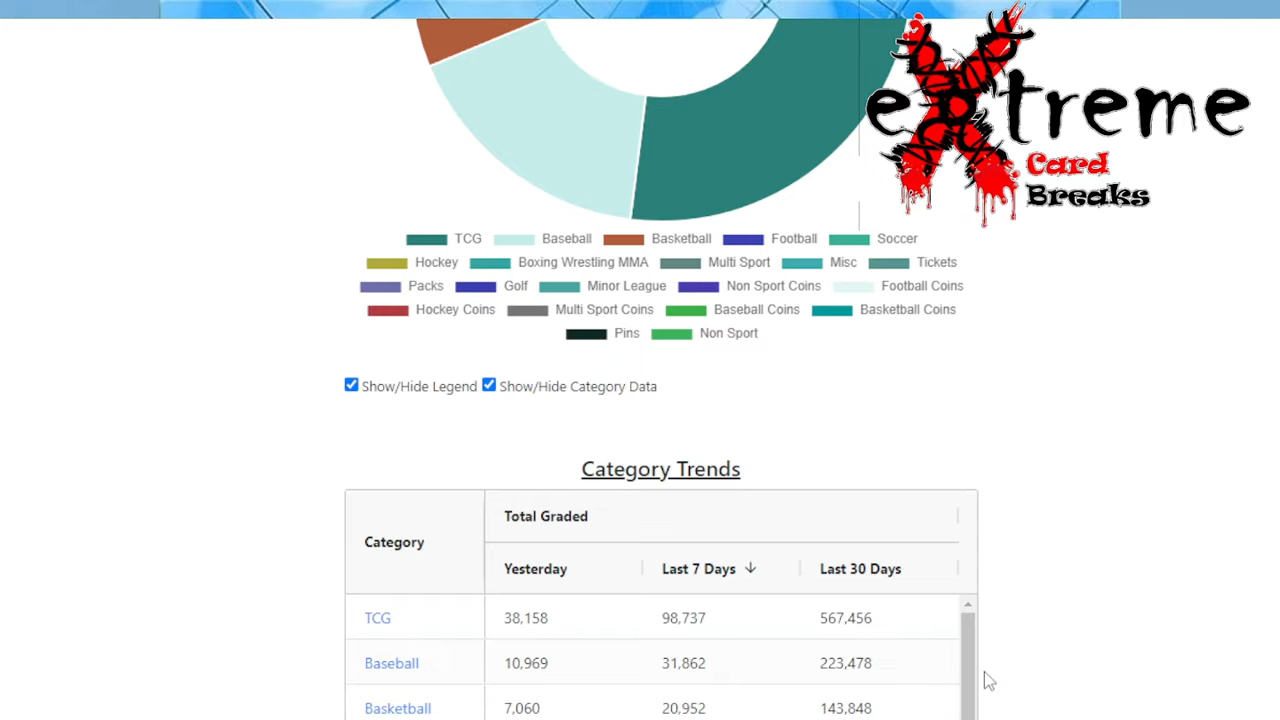 extreme
Card
Breaks
TCG Baseball Basketball Football Soccer
Hockey Boxing Wrestling MMA Multi Sport Misc Tickets
Packs Golf Minor League Non Sport Coins Football Coins
Hockey Coins Multi Sport Coins Baseball Coins Basketball Coins
Pins Non Sport
Show/Hide Legend Show/Hide Category Data
Category Trends
Category
Total Graded
Yesterday Last 7 Days Last 30 Days
TCG 38,158 98,737 567,456
Baseball 10,969 31,862 223,478
Basketball 7,060 20,952 143,848